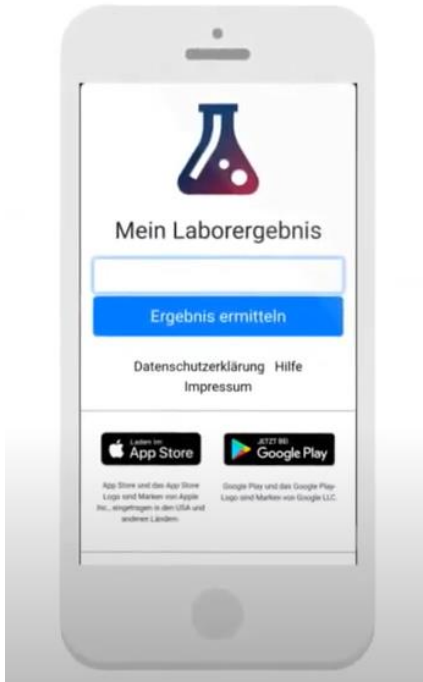 Mein Laborergebnis
Ergebnis ermitteln
Datenschutzerklärung Hilfe
Impressum
Laden im
App Store
JETZT BEI
Google Play
App Store und das App Store
Logo sind Marken von Apple
Inc., eingetragen in den USA und
anderen Ländern.
Google Play und das Google Play-
Logo sind Marken von Google LLC.